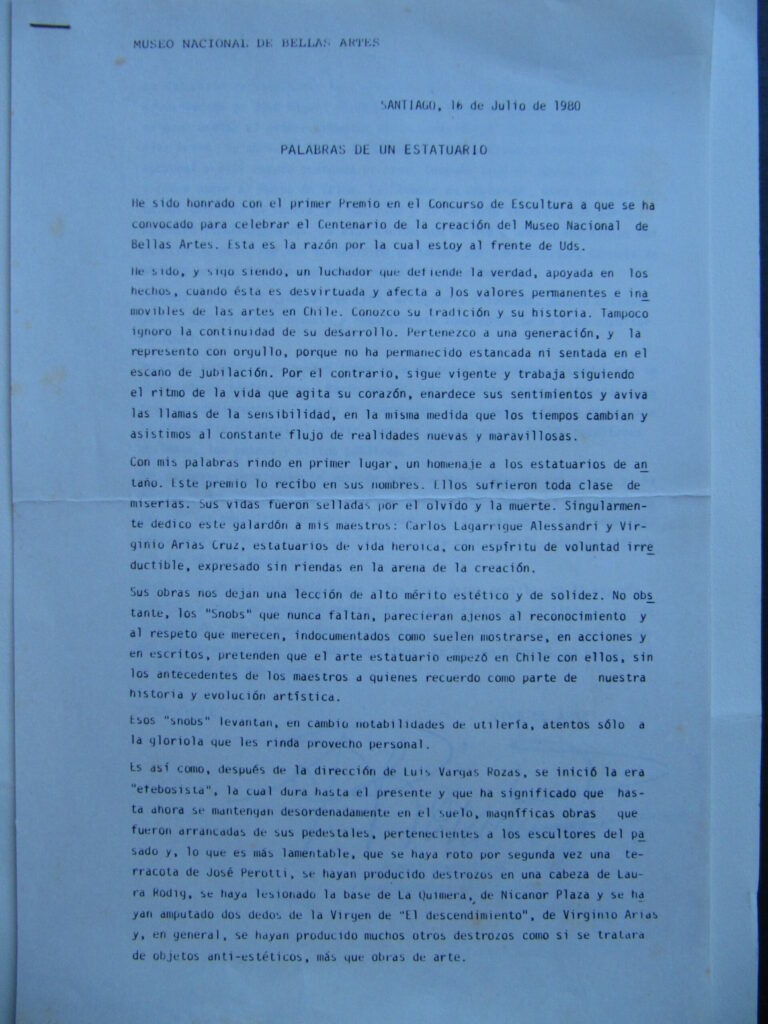 MUSEO NACIONAL DE BELLAS ARTES
SANTIAGO, 16 de Julio de 1980
PALABRAS DE UN ESTATUARIO
He sido honrado con el primer Premio en el Concurso de Escultura a que se ha
convocado para celebrar el Centenario de la creación del Museo Nacional de
Bellas Artes. Esta es la razón por la cual estoy al frente de Uds.
He sido, y sigo siendo, un luchador que defiende la verdad, apoyada en los
hechos, cuando ésta es desvirtuada y afecta a los valores permanentes e ina
movibles de las artes en Chile. Conozco su tradición y su historia. Tampoco
ignoro la continuidad de su desarrollo. Pertenezco a una generación, y la
represento con orgullo, porque no ha permanecido estancada ni sentada en el
escano de jubilación. Por el contrario, sigue vigente y trabaja siguiendo
el ritmo de la vida que agita su corazón, enardece sus sentimientos y aviva
las llamas de la sensibilidad, en la misma medida que los tiempos cambian y
asistimos al constante flujo de realidades nuevas y maravillosas.
Con mis palabras rindo en primer lugar, un homenaje a los estatuarios de an
taño. Este premio lo recibo en sus nombres. Ellos sufrieron toda clase de
miserias. Sus vidas fueron selladas por el olvido y la muerte. Singularmen-
te dedico este galardón a mis maestros: Carlos Lagarrigue Alessandri y Vir-
ginio Arias Cruz, estatuarios de vida heroica, con espíritu de voluntad irre
ductible, expresado sin riendas en la arena de la creación.
Sus obras nos dejan una lección de alto mérito estético y de solidez. No obs
tante, los "Snobs" que nunca faltan, parecieran ajenos al reconocimiento y
al respeto que merecen, indocumentados como suelen mostrarse, en acciones y
en escritos, pretenden que el arte estatuario empezó en Chile con ellos, sin
los antecedentes de los maestros a quienes recuerdo como parte de nuestra
historia y evolución artística.
Esos "snobs" levantan, en cambio notabilidades de utilería, atentos sólo a
la gloriola que les rinda provecho personal.
Es así como, después de la dirección de Luis Vargas Rozas, se inició la era
"efebosista", la cual dura hasta el presente y que ha significado que has-
ta ahora se mantengan desordenadamente en el suelo, magníficas obras que
fueron arrancadas de sus pedestales, pertenecientes a los escultores del pa
sado y, lo que es más lamentable, que se haya roto por segunda vez una te-
rracota de José Perotti, se hayan producido destrozos en una cabeza de Lau-
ra Rodig, se haya lesionado la base de La Quimera, de Nicanor Plaza y se ha
yan amputado dos dedos de la Virgen de "El descendimiento", de Virginio Arias
y, en general, se hayan producido muchos otros destrozos como si se tratara
de objetos anti-estéticos, más que obras de arte.